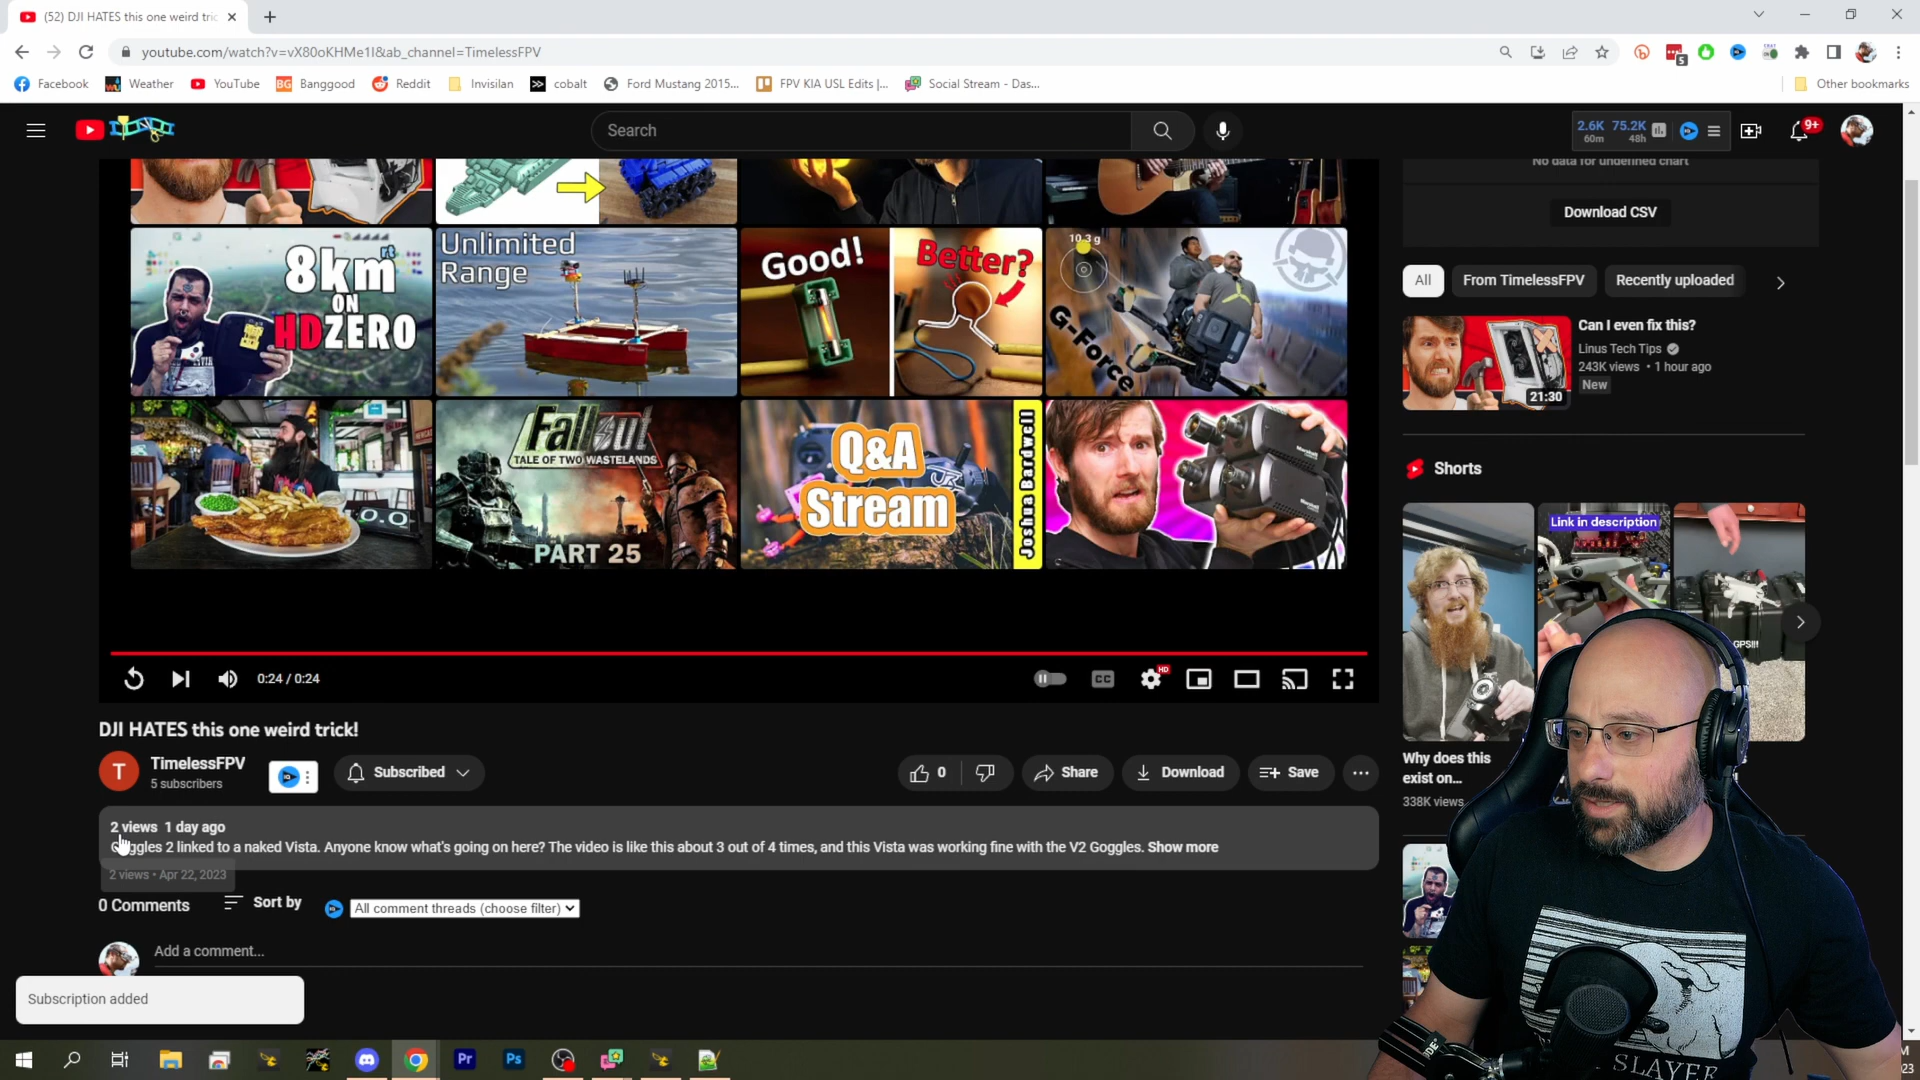 (52) DJI HATES this one weird tric
youtube.com/watch?v=vX80oKHMe1I&ab_channel=TimelessFPV
5
Facebook
Weather
YouTube
BG Banggood
Reddit
Invisilan
cobalt
Ford Mustang 2015...
FPV KIA USL Edits |...
Social Stream - Das...
Other bookmarks
Search
2.6K 75.2K
60m 48h
9+
No data for undefined chart
Download CSV
All
From TimelessFPV
Recently uploaded
Can I even fix this?
Linus Tech Tips
243K views • 1 hour ago
New
21:30
8km
ON
HDZERO
Unlimited
Range
Good!
Better?
10.3 g
G-Force
Fallout
TALE OF TWO WASTELANDS
PART 25
Q&A
Stream
Joshua Bardwell
Shorts
Link in description
GPS!!!
Why does this
exist on...
338K views
0:24 / 0:24
CC
HD
DJI HATES this one weird trick!
T
TimelessFPV
5 subscribers
Subscribed
0
Share
Download
Save
2 views 1 day ago
Goggles 2 linked to a naked Vista. Anyone know what's going on here? The video is like this about 3 out of 4 times, and this Vista was working fine with the V2 Goggles. Show more
2 views • Apr 22, 2023
0 Comments
Sort by
All comment threads (choose filter)
Add a comment...
Subscription added
Pr
Ps
SLAYER